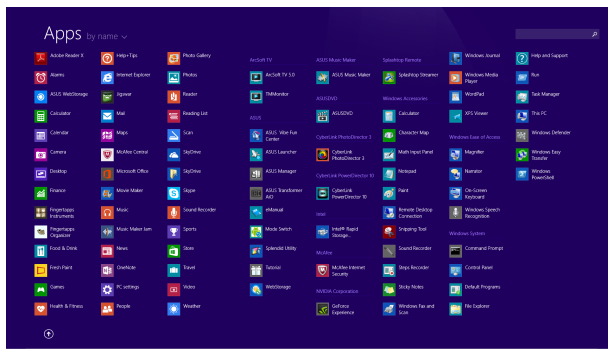 Apps by name
Adobe Reader X
Alarms
ASUS WebStorage
Calculator
Calendar
Camera
Desktop
Finance
Fingertapps
Instruments
Fingertapps
Organizer
Food & Drink
Fresh Paint
Games
Health & Fitness
Help+Tips
Internet Explorer
Jigswar
Mail
Maps
McAfee Central
Microsoft Office
Movie Maker
Music
Music Maker Jam
News
OneNote
PC settings
People
Photo Gallery
Photos
Reader
Reading List
Scan
SkyDrive
SkyDrive
Skype
Sound Recorder
Sports
Store
Travel
Video
Weather
ArcSoft TV
ArcSoft TV 5.0
TMMonitor
ASUS
ASUS Vibe Fun
Center
ASUS Launcher
ASUS Manager
ASUS Transformer
AiO
eManual
Mode Switch
Splendid Utility
Tutorial
WebStorage
ASUS Music Maker
ASUS Music Maker
ASUSDVD
ASUSDVD
CyberLink PhotoDirector 3
CyberLink
PhotoDirector 3
CyberLink PowerDirector 10
CyberLink
PowerDirector 10
Intel
Intel® Rapid
Storage...
McAfee
McAfee Internet
Security
NVIDIA Corporation
GeForce
Experience
Splashtop Remote
Splashtop Streamer
Windows Accessories
Calculator
Character Map
Math Input Panel
Notepad
Paint
Remote Desktop
Connection
Snipping Tool
Sound Recorder
Steps Recorder
Sticky Notes
Windows Fax and
Scan
Windows Journal
Windows Media
Player
WordPad
XPS Viewer
Windows Ease of Access
Magnifier
Narrator
On-Screen
Keyboard
Windows Speech
Recognition
Windows System
Command Prompt
Control Panel
Default Programs
File Explorer
Help and Support
Run
Task Manager
This PC
Windows Defender
Windows Easy
Transfer
Windows
PowerShell